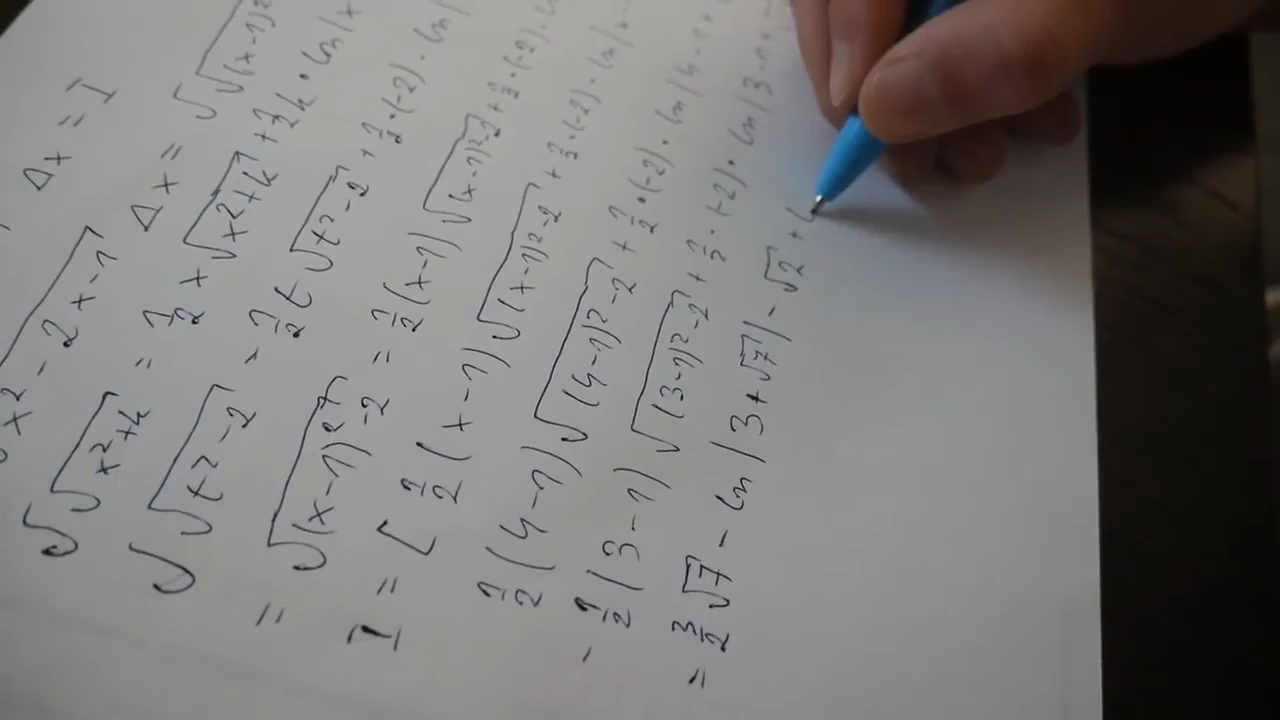 √x² - 2x - 1 Δx = I
Δx = √√(x-1)²
√√x²+k = 1/2 x √x²+k + 1/2 k · ln|x
√√t²-2 = 1/2 t √t²-2 + 1/2 · (-2) · ln|
= √(x-1)²-2 = 1/2 (x-1) √(x-1)²-2 + 1/2 · (-2) ·
I = [ 1/2 (x-1) √(x-1)²-2 + 1/2 · (-2) · ln|x-
1/2 (4-1) √(4-1)²-2 + 1/2 · (-2) · ln|4-1+
- 1/2 (3-1) √(3-1)²-2 + 1/2 · (-2) · ln|3-1+
= 3/2 √7 - ln|3+√7| - √2 + l